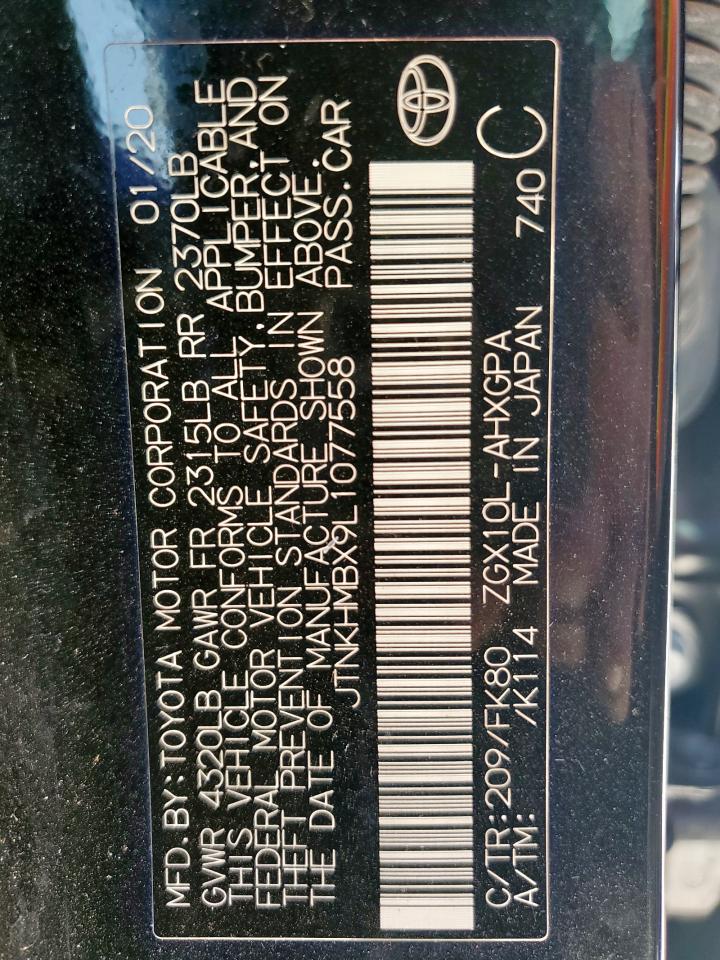 MFD.BY:TOYOTA MOTOR CORPORATION 01/20
GVWR 4320LB GAWR FR 2315LB RR 2370LB
THIS VEHICLE CONFORMS TO ALL APPLICABLE
FEDERAL MOTOR VEHICLE SAFETY,BUMPER,AND
THEFT PREVENTION STANDARDS IN EFFECT ON
THE DATE OF MANUFACTURE SHOWN ABOVE.
JTNKHMBX9L1077558 PASS.CAR
C/TR:209/FK80 ZGX10L-AHXGPA 740
A/TM: /K114 MADE IN JAPAN C